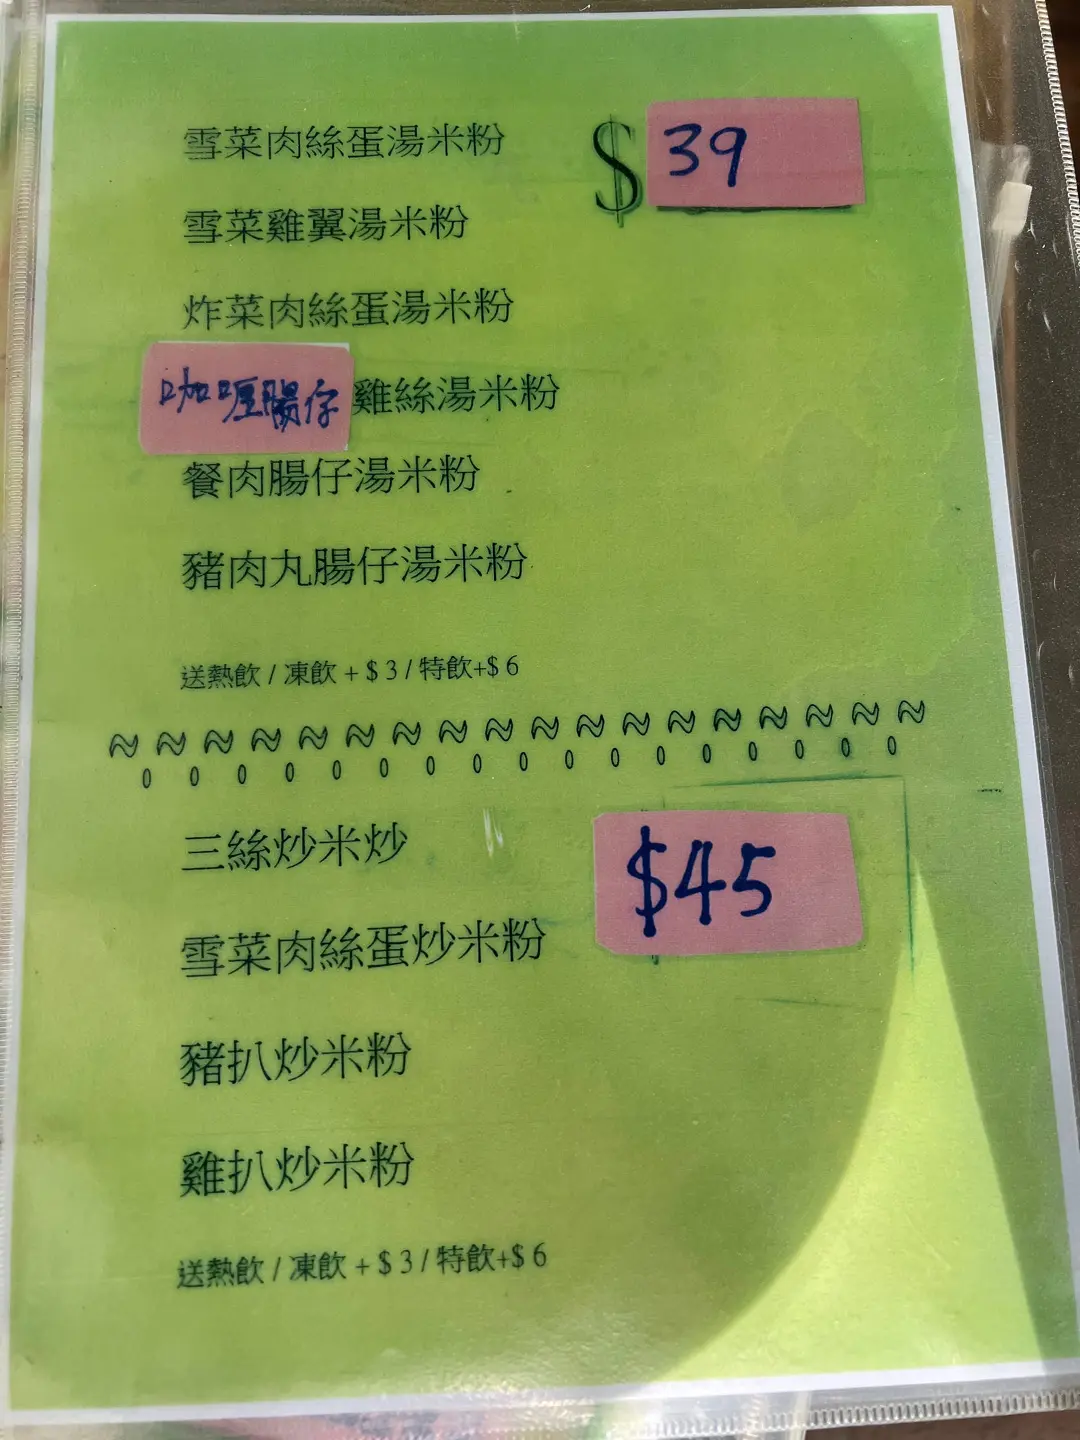 雪菜肉絲蛋湯米粉 $39
雪菜雞翼湯米粉
炸菜肉絲蛋湯米粉
咖喱腸仔雞絲湯米粉
餐肉腸仔湯米粉
豬肉丸腸仔湯米粉
送熱飲 / 凍飲 + $ 3 / 特飲+$ 6
三絲炒米炒
$45
雪菜肉絲蛋炒米粉
豬扒炒米粉
雞扒炒米粉
送熱飲 / 凍飲 + $ 3 / 特飲+$ 6